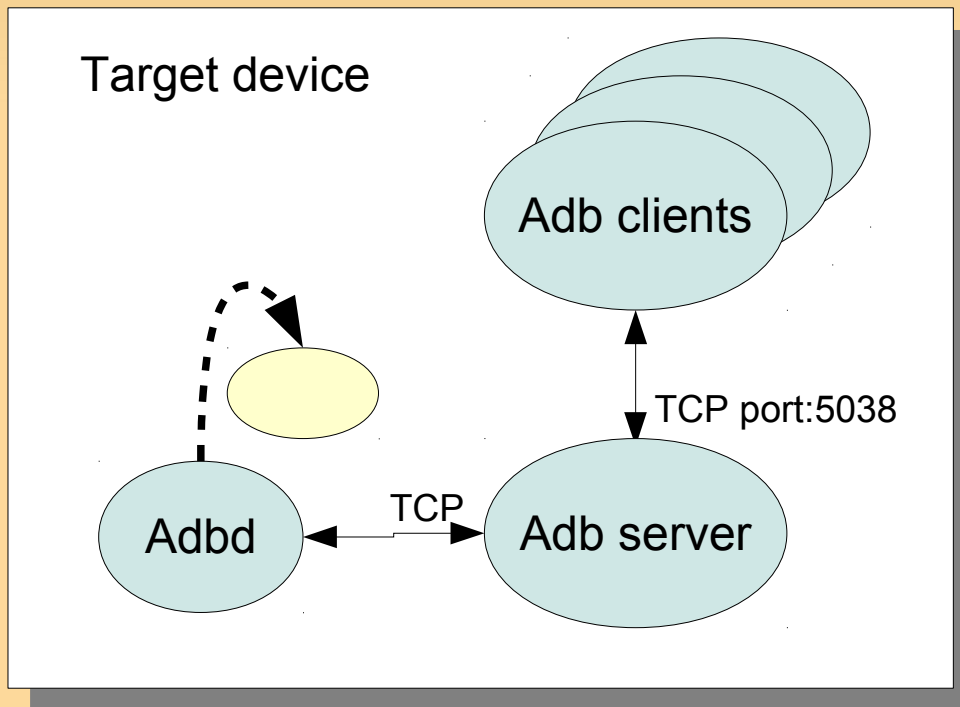 Target device
Adb clients
TCP port:5038
TCP
Adbd
Adb server